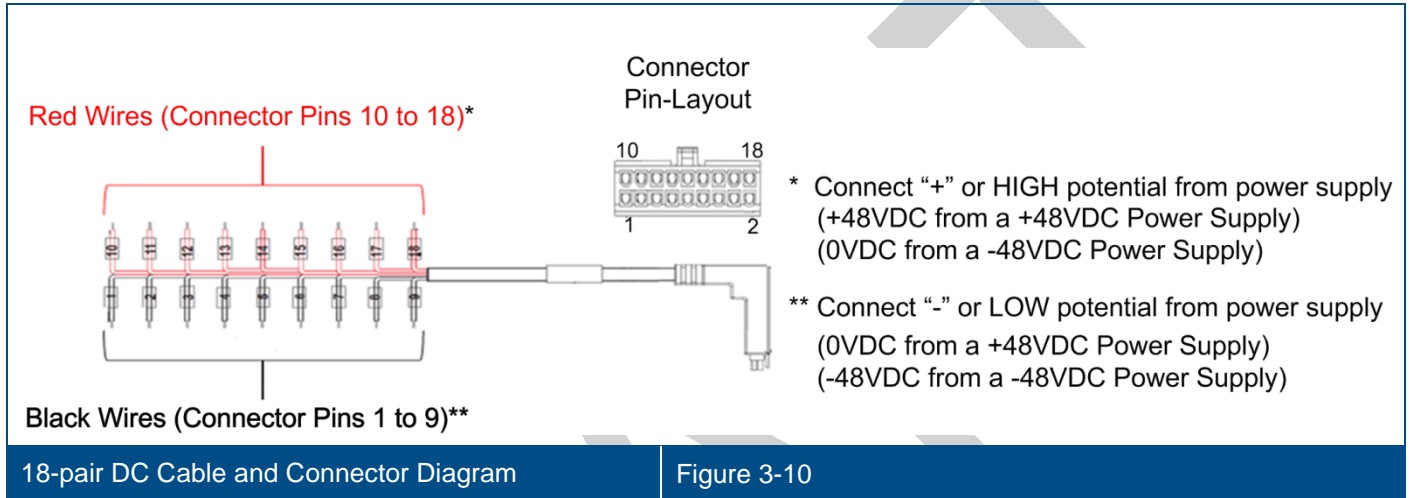 Connector
Pin-Layout
Red Wires (Connector Pins 10 to 18)*
10 18
1 2
10 11 12 13 14 15 16 17 18
1 2 3 4 5 6 7 8 9
* Connect “+” or HIGH potential from power supply
(+48VDC from a +48VDC Power Supply)
(0VDC from a -48VDC Power Supply)
** Connect “-” or LOW potential from power supply
(0VDC from a +48VDC Power Supply)
(-48VDC from a -48VDC Power Supply)
Black Wires (Connector Pins 1 to 9)**
18-pair DC Cable and Connector Diagram
Figure 3-10